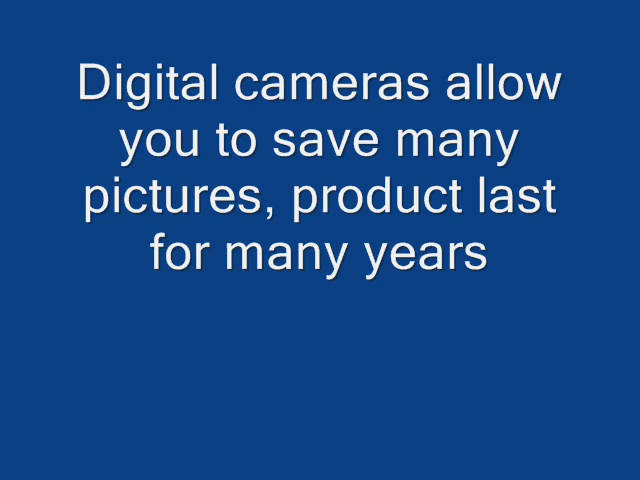 Digital cameras allow
you to save many
pictures, product last
for many years